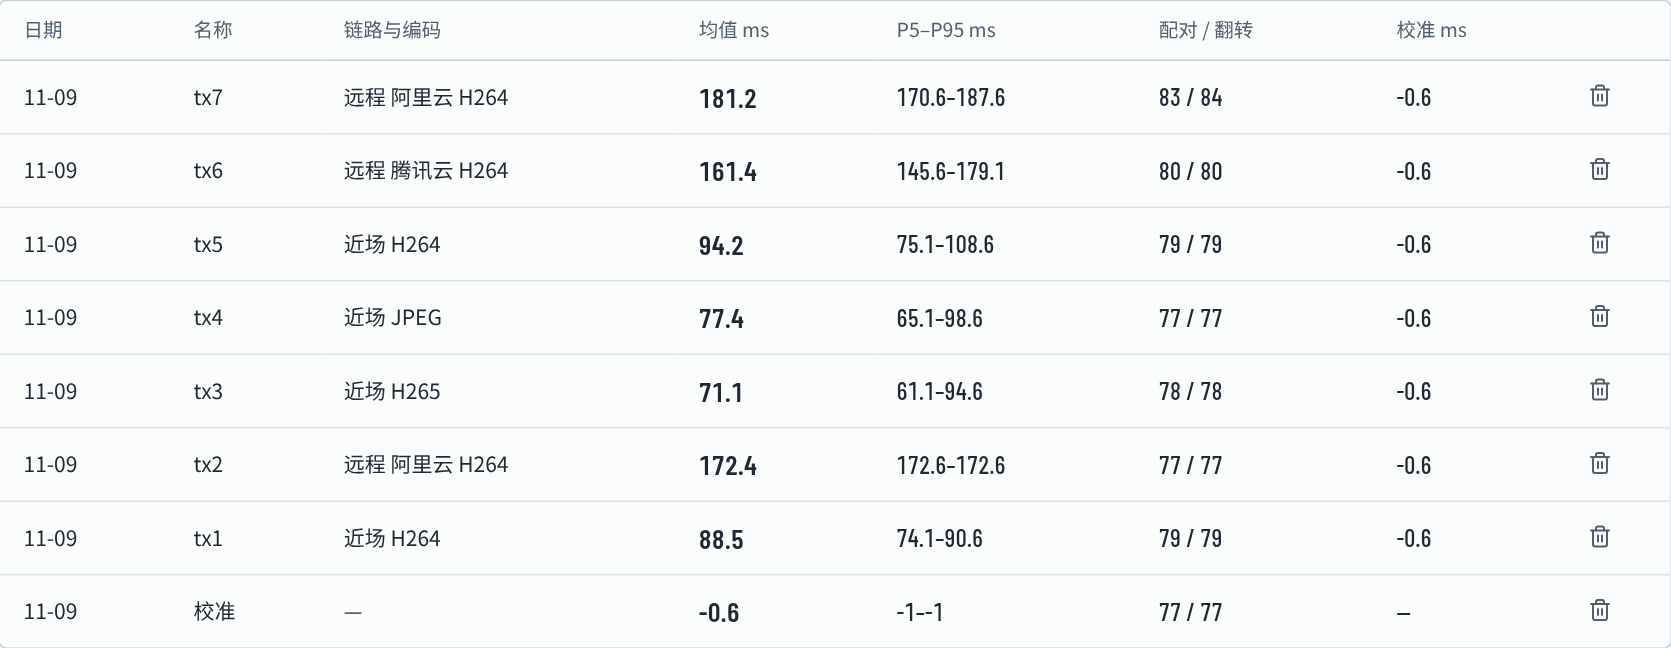 日期 名称 链路与编码 均值 ms P5–P95 ms 配对 / 翻转 校准 ms
11-09 tx7 远程 阿里云 H264 181.2 170.6–187.6 83 / 84 -0.6
11-09 tx6 远程 腾讯云 H264 161.4 145.6–179.1 80 / 80 -0.6
11-09 tx5 近场 H264 94.2 75.1–108.6 79 / 79 -0.6
11-09 tx4 近场 JPEG 77.4 65.1–98.6 77 / 77 -0.6
11-09 tx3 近场 H265 71.1 61.1–94.6 78 / 78 -0.6
11-09 tx2 远程 阿里云 H264 172.4 172.6–172.6 77 / 77 -0.6
11-09 tx1 近场 H264 88.5 74.1–90.6 79 / 79 -0.6
11-09 校准 — -0.6 -1–-1 77 / 77 –